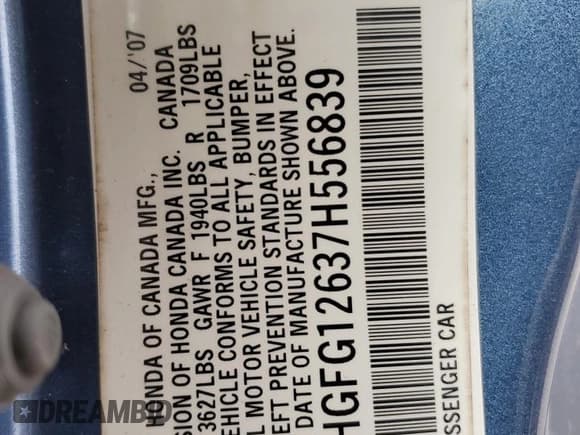 HONDA OF CANADA MFG., 04/'07
SION OF HONDA CANADA INC. CANADA
3627LBS GAWR F 1940LBS R 1709LBS
EHICLE CONFORMS TO ALL APPLICABLE
L MOTOR VEHICLE SAFETY, BUMPER,
EFT PREVENTION STANDARDS IN EFFECT
DATE OF MANUFACTURE SHOWN ABOVE.
HGFG12637H556839
SSENGER CAR
DREAMBID